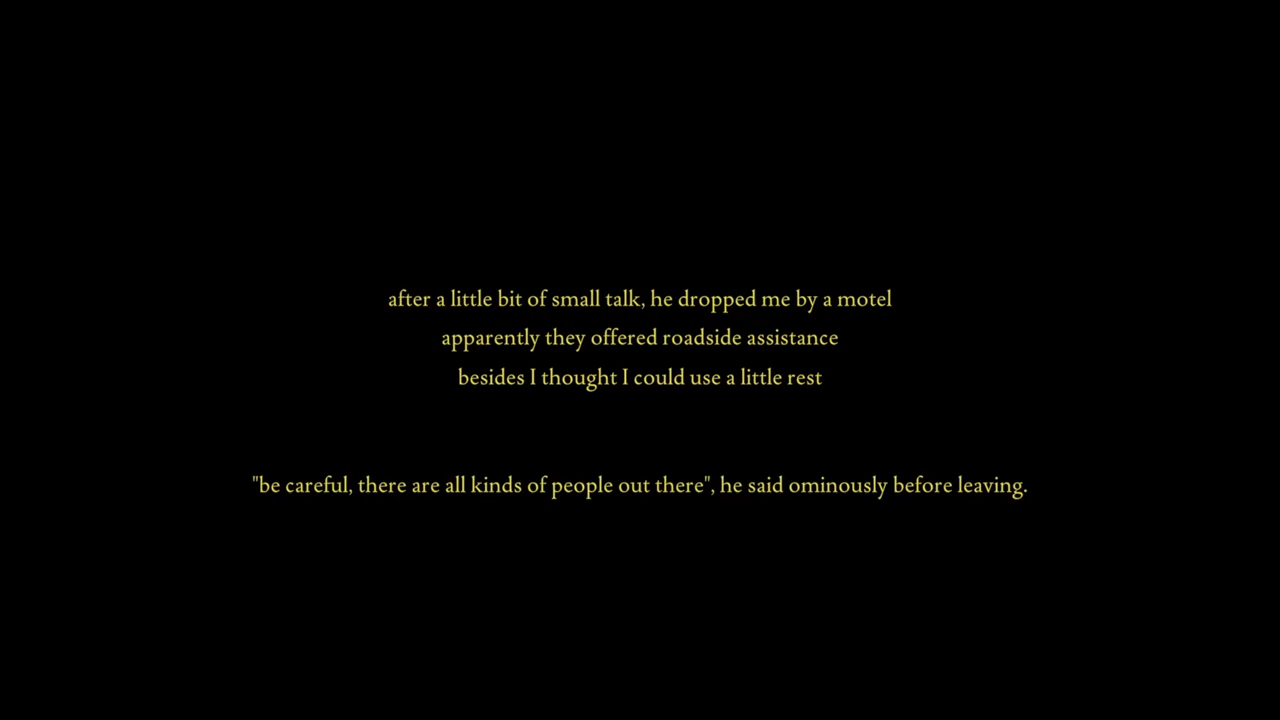 after a little bit of small talk, he dropped me by a motel
apparently they offered roadside assistance
besides I thought I could use a little rest
"be careful, there are all kinds of people out there", he said ominously before leaving.